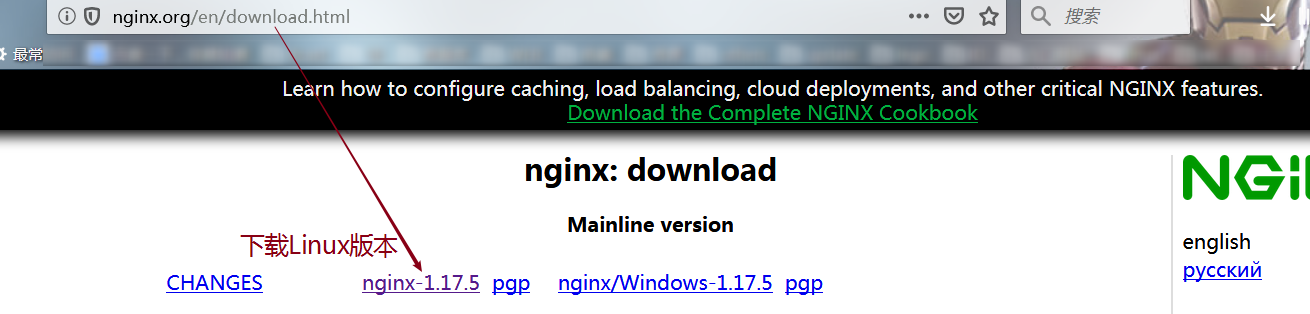 nginx.org/en/download.html
搜索
最常
Learn how to configure caching, load balancing, cloud deployments, and other critical NGINX features.
Download the Complete NGINX Cookbook
nginx: download
Mainline version
下载Linux版本
CHANGES nginx-1.17.5 pgp nginx/Windows-1.17.5 pgp
english
русский